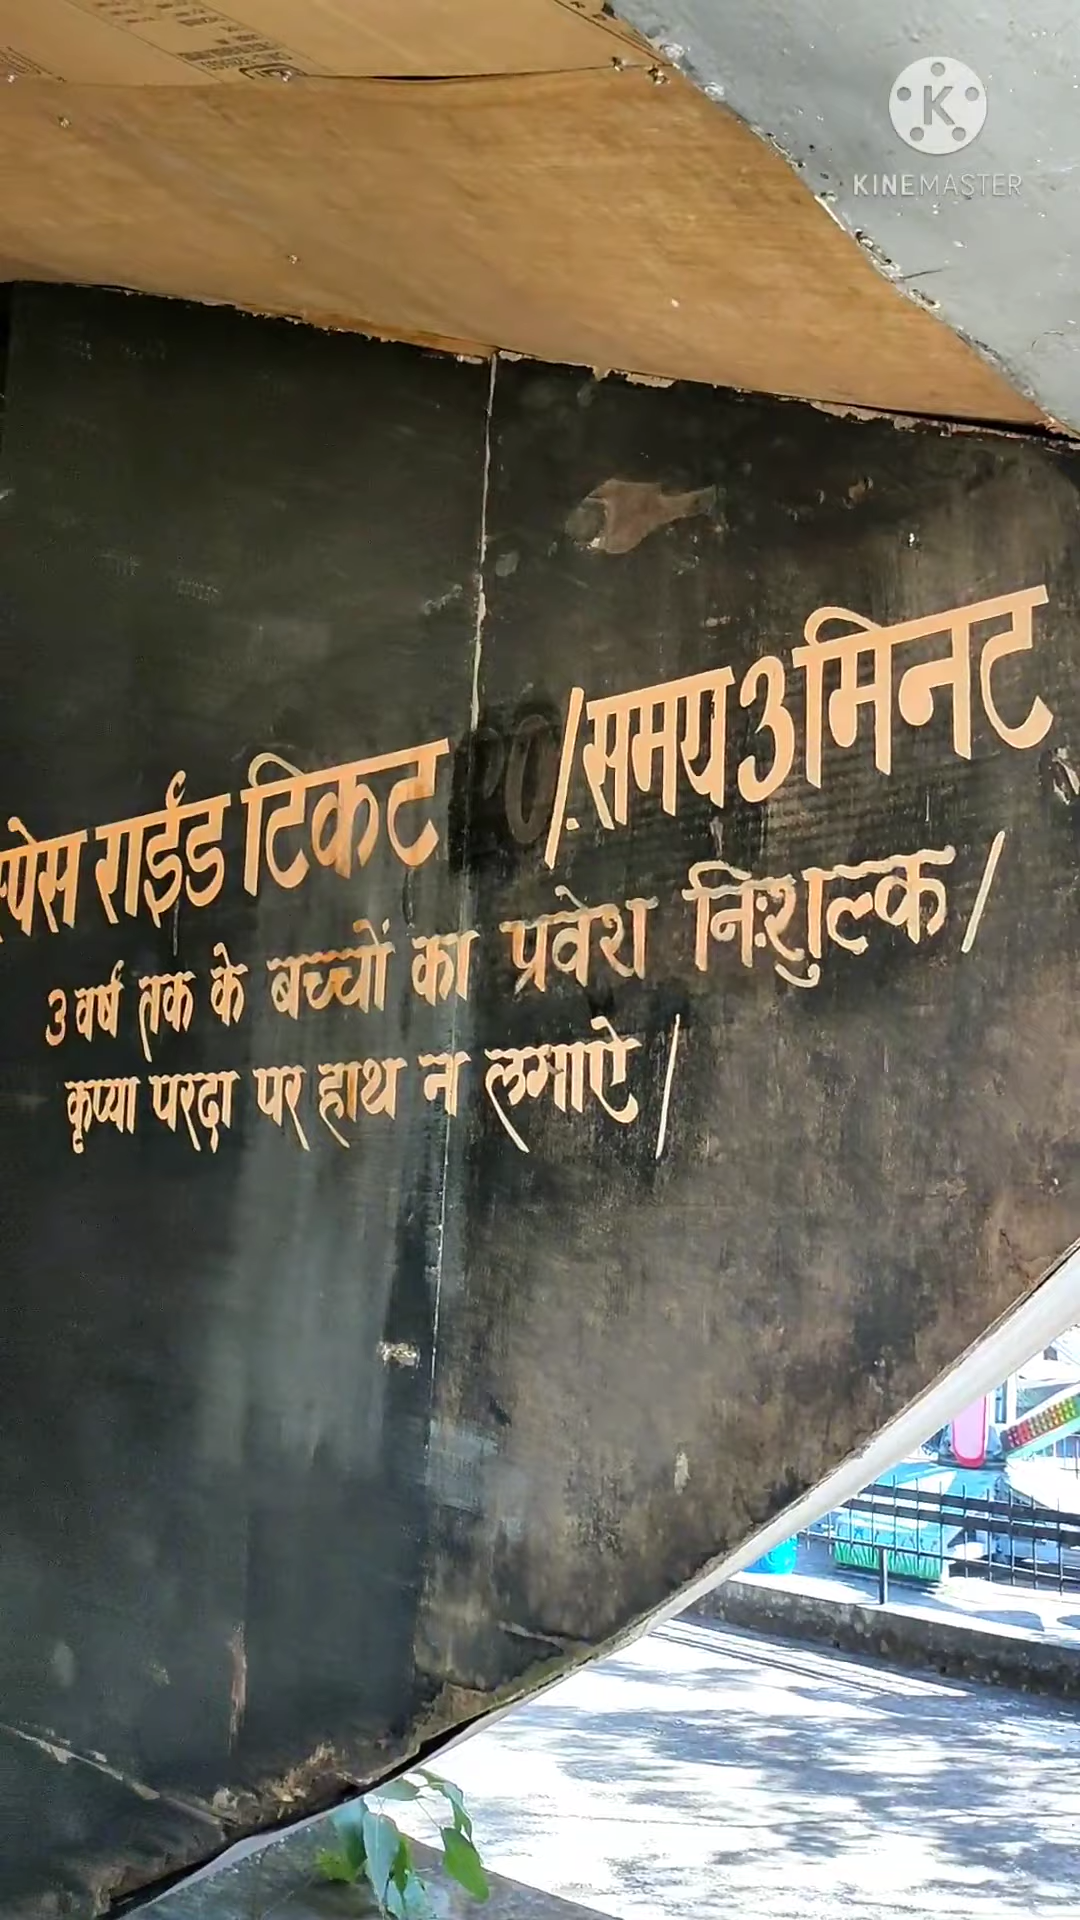 KINEMASTER
स्पेस राईड टिकट /समय 3 मिनट
3 वर्ष तक के बच्चों का प्रवेश निःशुल्क /
कृप्या परदा पर हाथ न लगाऐ /